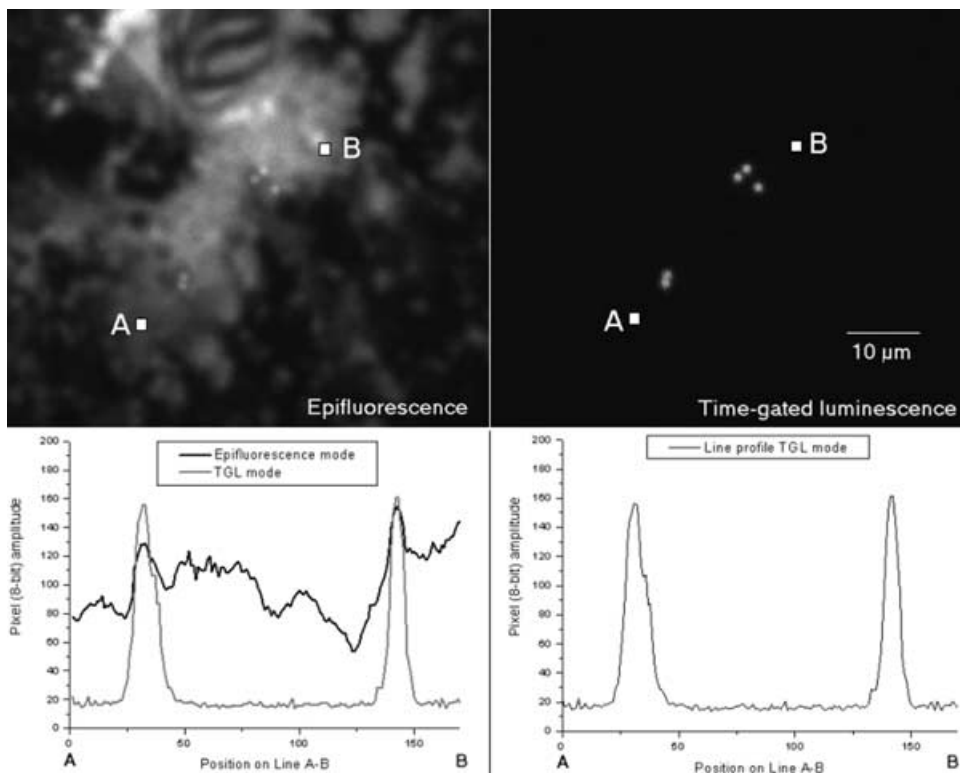 B
A
Epifluorescence
B
A
10 µm
Time-gated luminescence
200
180
160
140
120
100
80
60
40
20
0
Pixel (8-bit) amplitude
Epifluorescence mode
TGL mode
0
50
100
150
A
Position on Line A-B
B
200
180
160
140
120
100
80
60
40
20
0
Pixel (8-bit) amplitude
Line profile TGL mode
0
50
100
150
A
Position on Line A-B
B